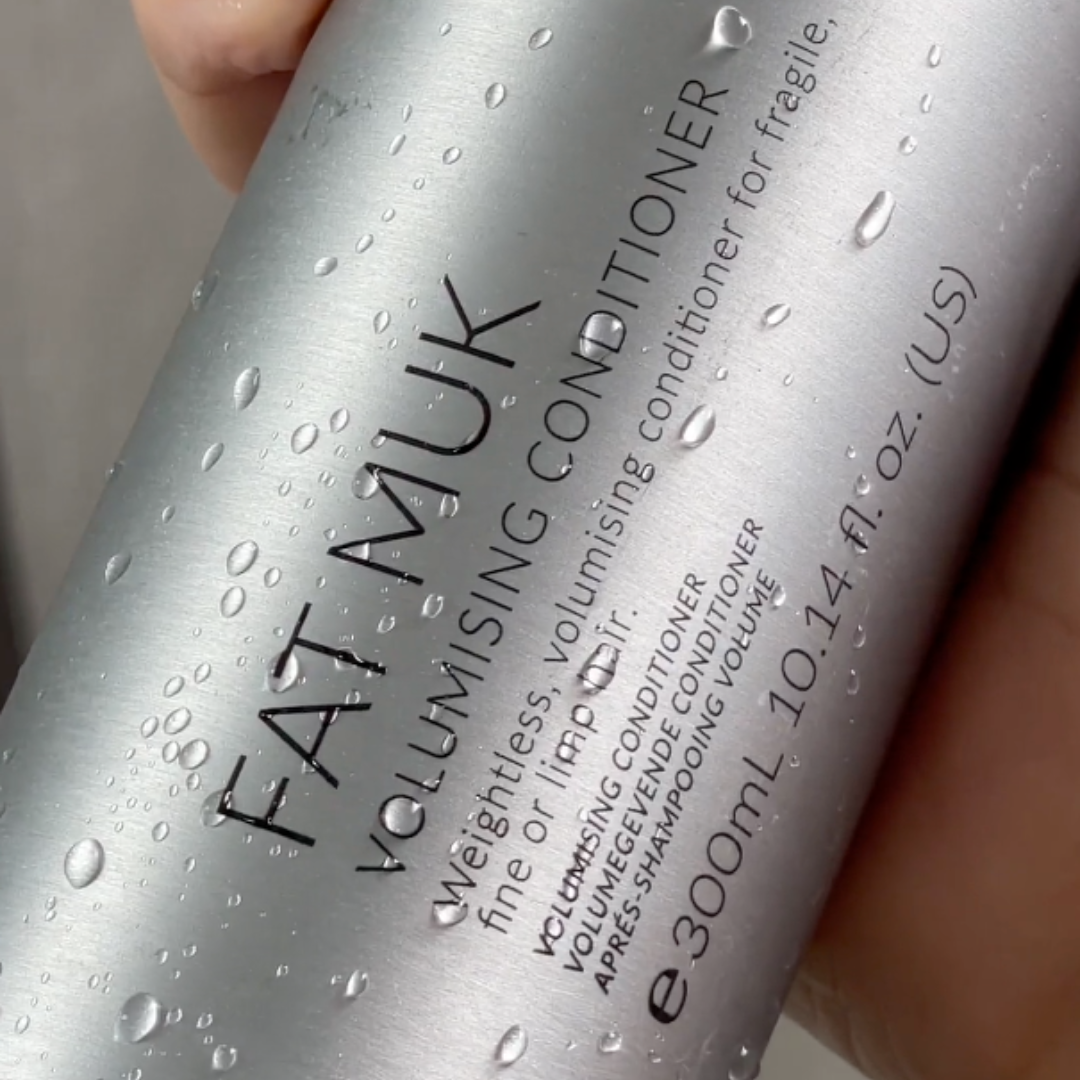 FAT MUK
VOLUMISING CONDITIONER
Weightless, volumising conditioner for fragile,
fine or limp hair.
VOLUMISING CONDITIONER
VOLUMEGEVENDE CONDITIONER
APRÉS-SHAMPOOING VOLUME
e 300mL 10.14 fl. oz. (US)